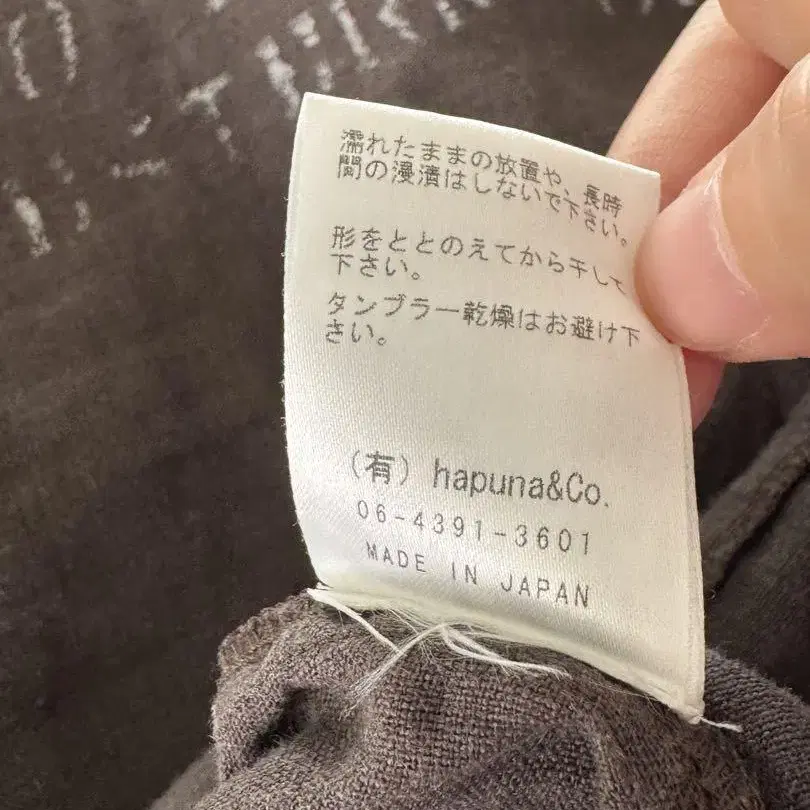 濡れたままの放置や、長時
間の浸漬はしないで下さい。
形をととのえてから干して
下さい。
タンブラー乾燥はお避け下
さい。
(有) hapuna&Co.
06-4391-3601
MADE IN JAPAN